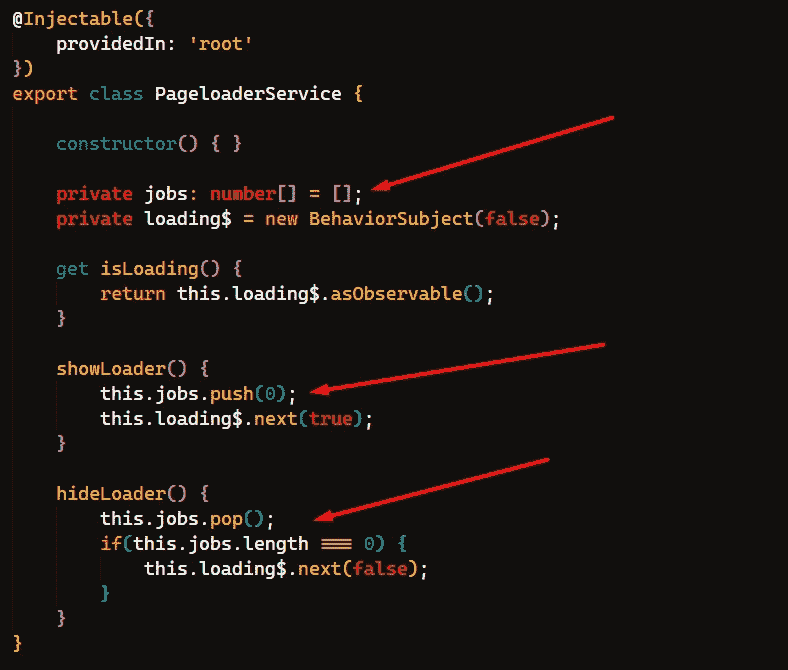 @Injectable({
    providedIn: 'root'
})
export class PageloaderService {
    constructor() { }
    private jobs: number[] = [];
    private loading$ = new BehaviorSubject(false);
    get isLoading() {
        return this.loading$.asObservable();
    }
    showLoader() {
        this.jobs.push(0);
        this.loading$.next(true);
    }
    hideLoader() {
        this.jobs.pop();
        if(this.jobs.length === 0) {
            this.loading$.next(false);
        }
    }
}